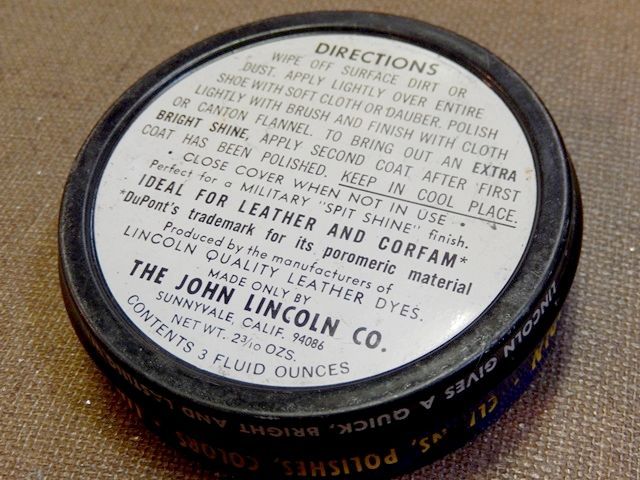 DIRECTIONS
WIPE OFF SURFACE DIRT OR
DUST. APPLY LIGHTLY OVER ENTIRE
SHOE WITH SOFT CLOTH OR DAUBER. POLISH
LIGHTLY WITH BRUSH AND FINISH WITH CLOTH
OR CANTON FLANNEL. TO BRING OUT AN EXTRA
BRIGHT SHINE, APPLY SECOND COAT AFTER FIRST
COAT HAS BEEN POLISHED. KEEP IN COOL PLACE.
• CLOSE COVER WHEN NOT IN USE •
Perfect for a MILITARY "SPIT SHINE" finish.
IDEAL FOR LEATHER AND CORFAM*
*DuPont's trademark for its poromeric material
Produced by the manufacturers of
LINCOLN QUALITY LEATHER DYES.
MADE ONLY BY
THE JOHN LINCOLN CO.
SUNNYVALE, CALIF. 94086
NET WT. 2 3/10 OZS.
CONTENTS 3 FLUID OUNCES
LINCOLN GIVES A QUICK, BRIGHT AND LASTING
POLISHES, COLORS